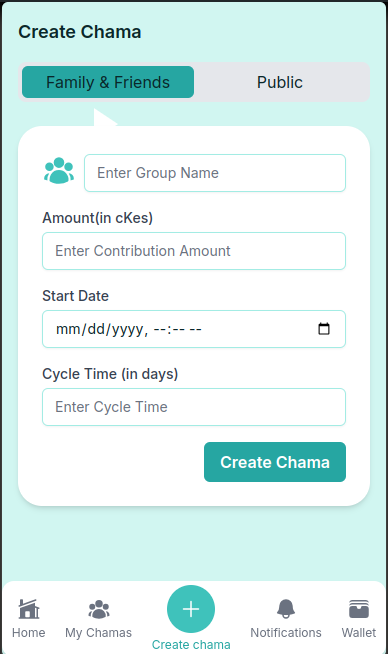 Create Chama
Family & Friends Public
Enter Group Name
Amount(in cKes)
Enter Contribution Amount
Start Date
mm/dd/yyyy, --:-- --
Cycle Time (in days)
Enter Cycle Time
Create Chama
Home My Chamas Create chama Notifications Wallet